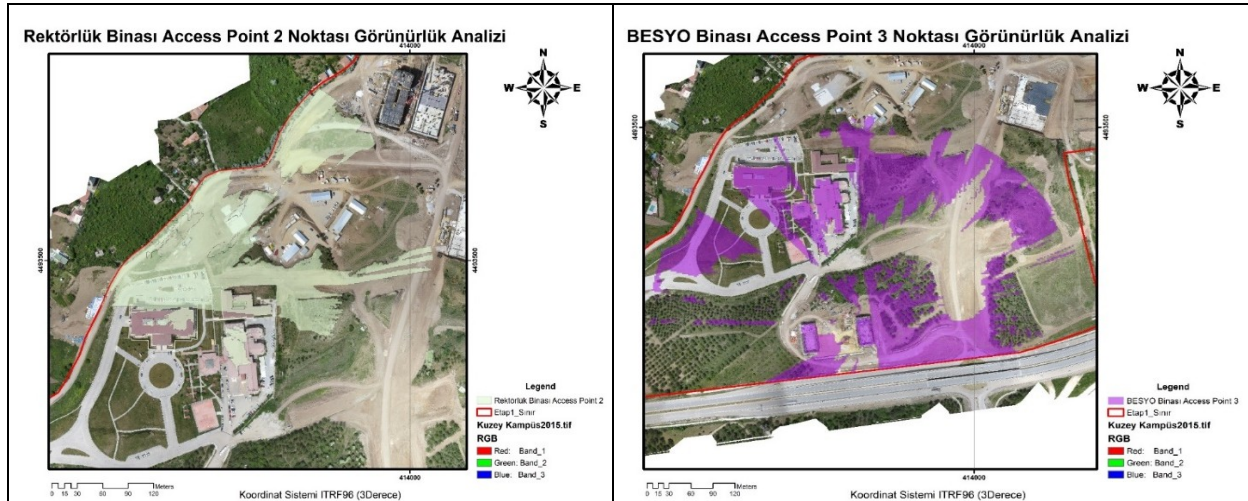 Rektörlük Binası Access Point 2 Noktası Görünürlük Analizi
414000
N
W E
S
4493500
4493500
Legend
Rektörlük Binası Access Point 2
Etap1_Sınır
Kuzey Kampüs2015.tif
RGB
Red: Band_1
Green: Band_2
Blue: Band_3
414000
Meters
0 15 30 60 90 120
Koordinat Sistemi ITRF96 (3Derece)
BESYO Binası Access Point 3 Noktası Görünürlük Analizi
414000
N
W E
S
4493500
4493500
Legend
BESYO Binası Access Point 3
Etap1_Sınır
Kuzey Kampüs2015.tif
RGB
Red: Band_1
Green: Band_2
Blue: Band_3
414000
Meters
0 15 30 60 90 120
Koordinat Sistemi ITRF96 (3Derece)